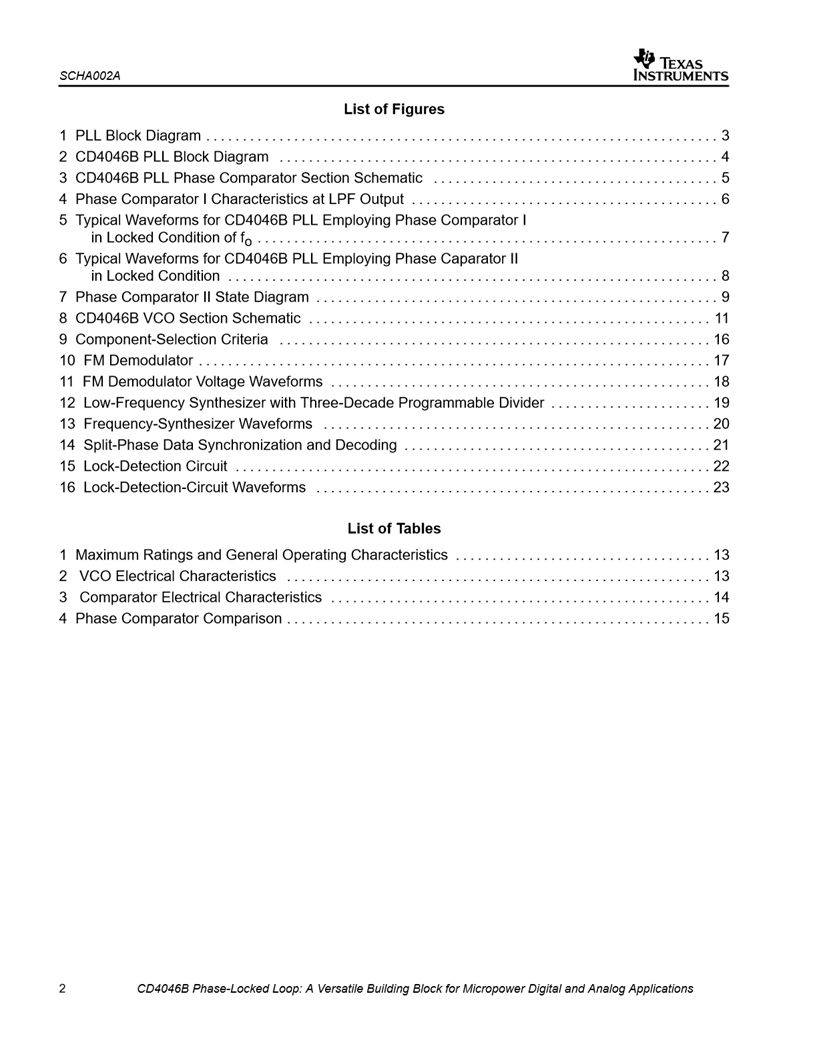 SCHA002A
TEXAS
INSTRUMENTS
List of Figures
1 PLL Block Diagram . . . . . . . . . . . . . . . . . . . . . . . . . . . . . . . . . . . . . . . . . . . . . . . . . . . . . . . . . . . . . . . . . . . . . . 3
2 CD4046B PLL Block Diagram . . . . . . . . . . . . . . . . . . . . . . . . . . . . . . . . . . . . . . . . . . . . . . . . . . . . . . . . . . . . 4
3 CD4046B PLL Phase Comparator Section Schematic . . . . . . . . . . . . . . . . . . . . . . . . . . . . . . . . . . . . . . . 5
4 Phase Comparator I Characteristics at LPF Output . . . . . . . . . . . . . . . . . . . . . . . . . . . . . . . . . . . . . . . . . . 6
5 Typical Waveforms for CD4046B PLL Employing Phase Comparator I
in Locked Condition of fo . . . . . . . . . . . . . . . . . . . . . . . . . . . . . . . . . . . . . . . . . . . . . . . . . . . . . . . . . . . . . . . 7
6 Typical Waveforms for CD4046B PLL Employing Phase Caparator II
in Locked Condition . . . . . . . . . . . . . . . . . . . . . . . . . . . . . . . . . . . . . . . . . . . . . . . . . . . . . . . . . . . . . . . . . . . 8
7 Phase Comparator II State Diagram . . . . . . . . . . . . . . . . . . . . . . . . . . . . . . . . . . . . . . . . . . . . . . . . . . . . . . . 9
8 CD4046B VCO Section Schematic . . . . . . . . . . . . . . . . . . . . . . . . . . . . . . . . . . . . . . . . . . . . . . . . . . . . . . . 11
9 Component-Selection Criteria . . . . . . . . . . . . . . . . . . . . . . . . . . . . . . . . . . . . . . . . . . . . . . . . . . . . . . . . . . . 16
10 FM Demodulator . . . . . . . . . . . . . . . . . . . . . . . . . . . . . . . . . . . . . . . . . . . . . . . . . . . . . . . . . . . . . . . . . . . . . . 17
11 FM Demodulator Voltage Waveforms . . . . . . . . . . . . . . . . . . . . . . . . . . . . . . . . . . . . . . . . . . . . . . . . . . . . 18
12 Low-Frequency Synthesizer with Three-Decade Programmable Divider . . . . . . . . . . . . . . . . . . . . . . 19
13 Frequency-Synthesizer Waveforms . . . . . . . . . . . . . . . . . . . . . . . . . . . . . . . . . . . . . . . . . . . . . . . . . . . . . 20
14 Split-Phase Data Synchronization and Decoding . . . . . . . . . . . . . . . . . . . . . . . . . . . . . . . . . . . . . . . . . . 21
15 Lock-Detection Circuit . . . . . . . . . . . . . . . . . . . . . . . . . . . . . . . . . . . . . . . . . . . . . . . . . . . . . . . . . . . . . . . . . 22
16 Lock-Detection-Circuit Waveforms . . . . . . . . . . . . . . . . . . . . . . . . . . . . . . . . . . . . . . . . . . . . . . . . . . . . . . 23
List of Tables
1 Maximum Ratings and General Operating Characteristics . . . . . . . . . . . . . . . . . . . . . . . . . . . . . . . . . . . 13
2 VCO Electrical Characteristics . . . . . . . . . . . . . . . . . . . . . . . . . . . . . . . . . . . . . . . . . . . . . . . . . . . . . . . . . . 13
3 Comparator Electrical Characteristics . . . . . . . . . . . . . . . . . . . . . . . . . . . . . . . . . . . . . . . . . . . . . . . . . . . . 14
4 Phase Comparator Comparison . . . . . . . . . . . . . . . . . . . . . . . . . . . . . . . . . . . . . . . . . . . . . . . . . . . . . . . . . . 15
2 CD4046B Phase-Locked Loop: A Versatile Building Block for Micropower Digital and Analog Applications